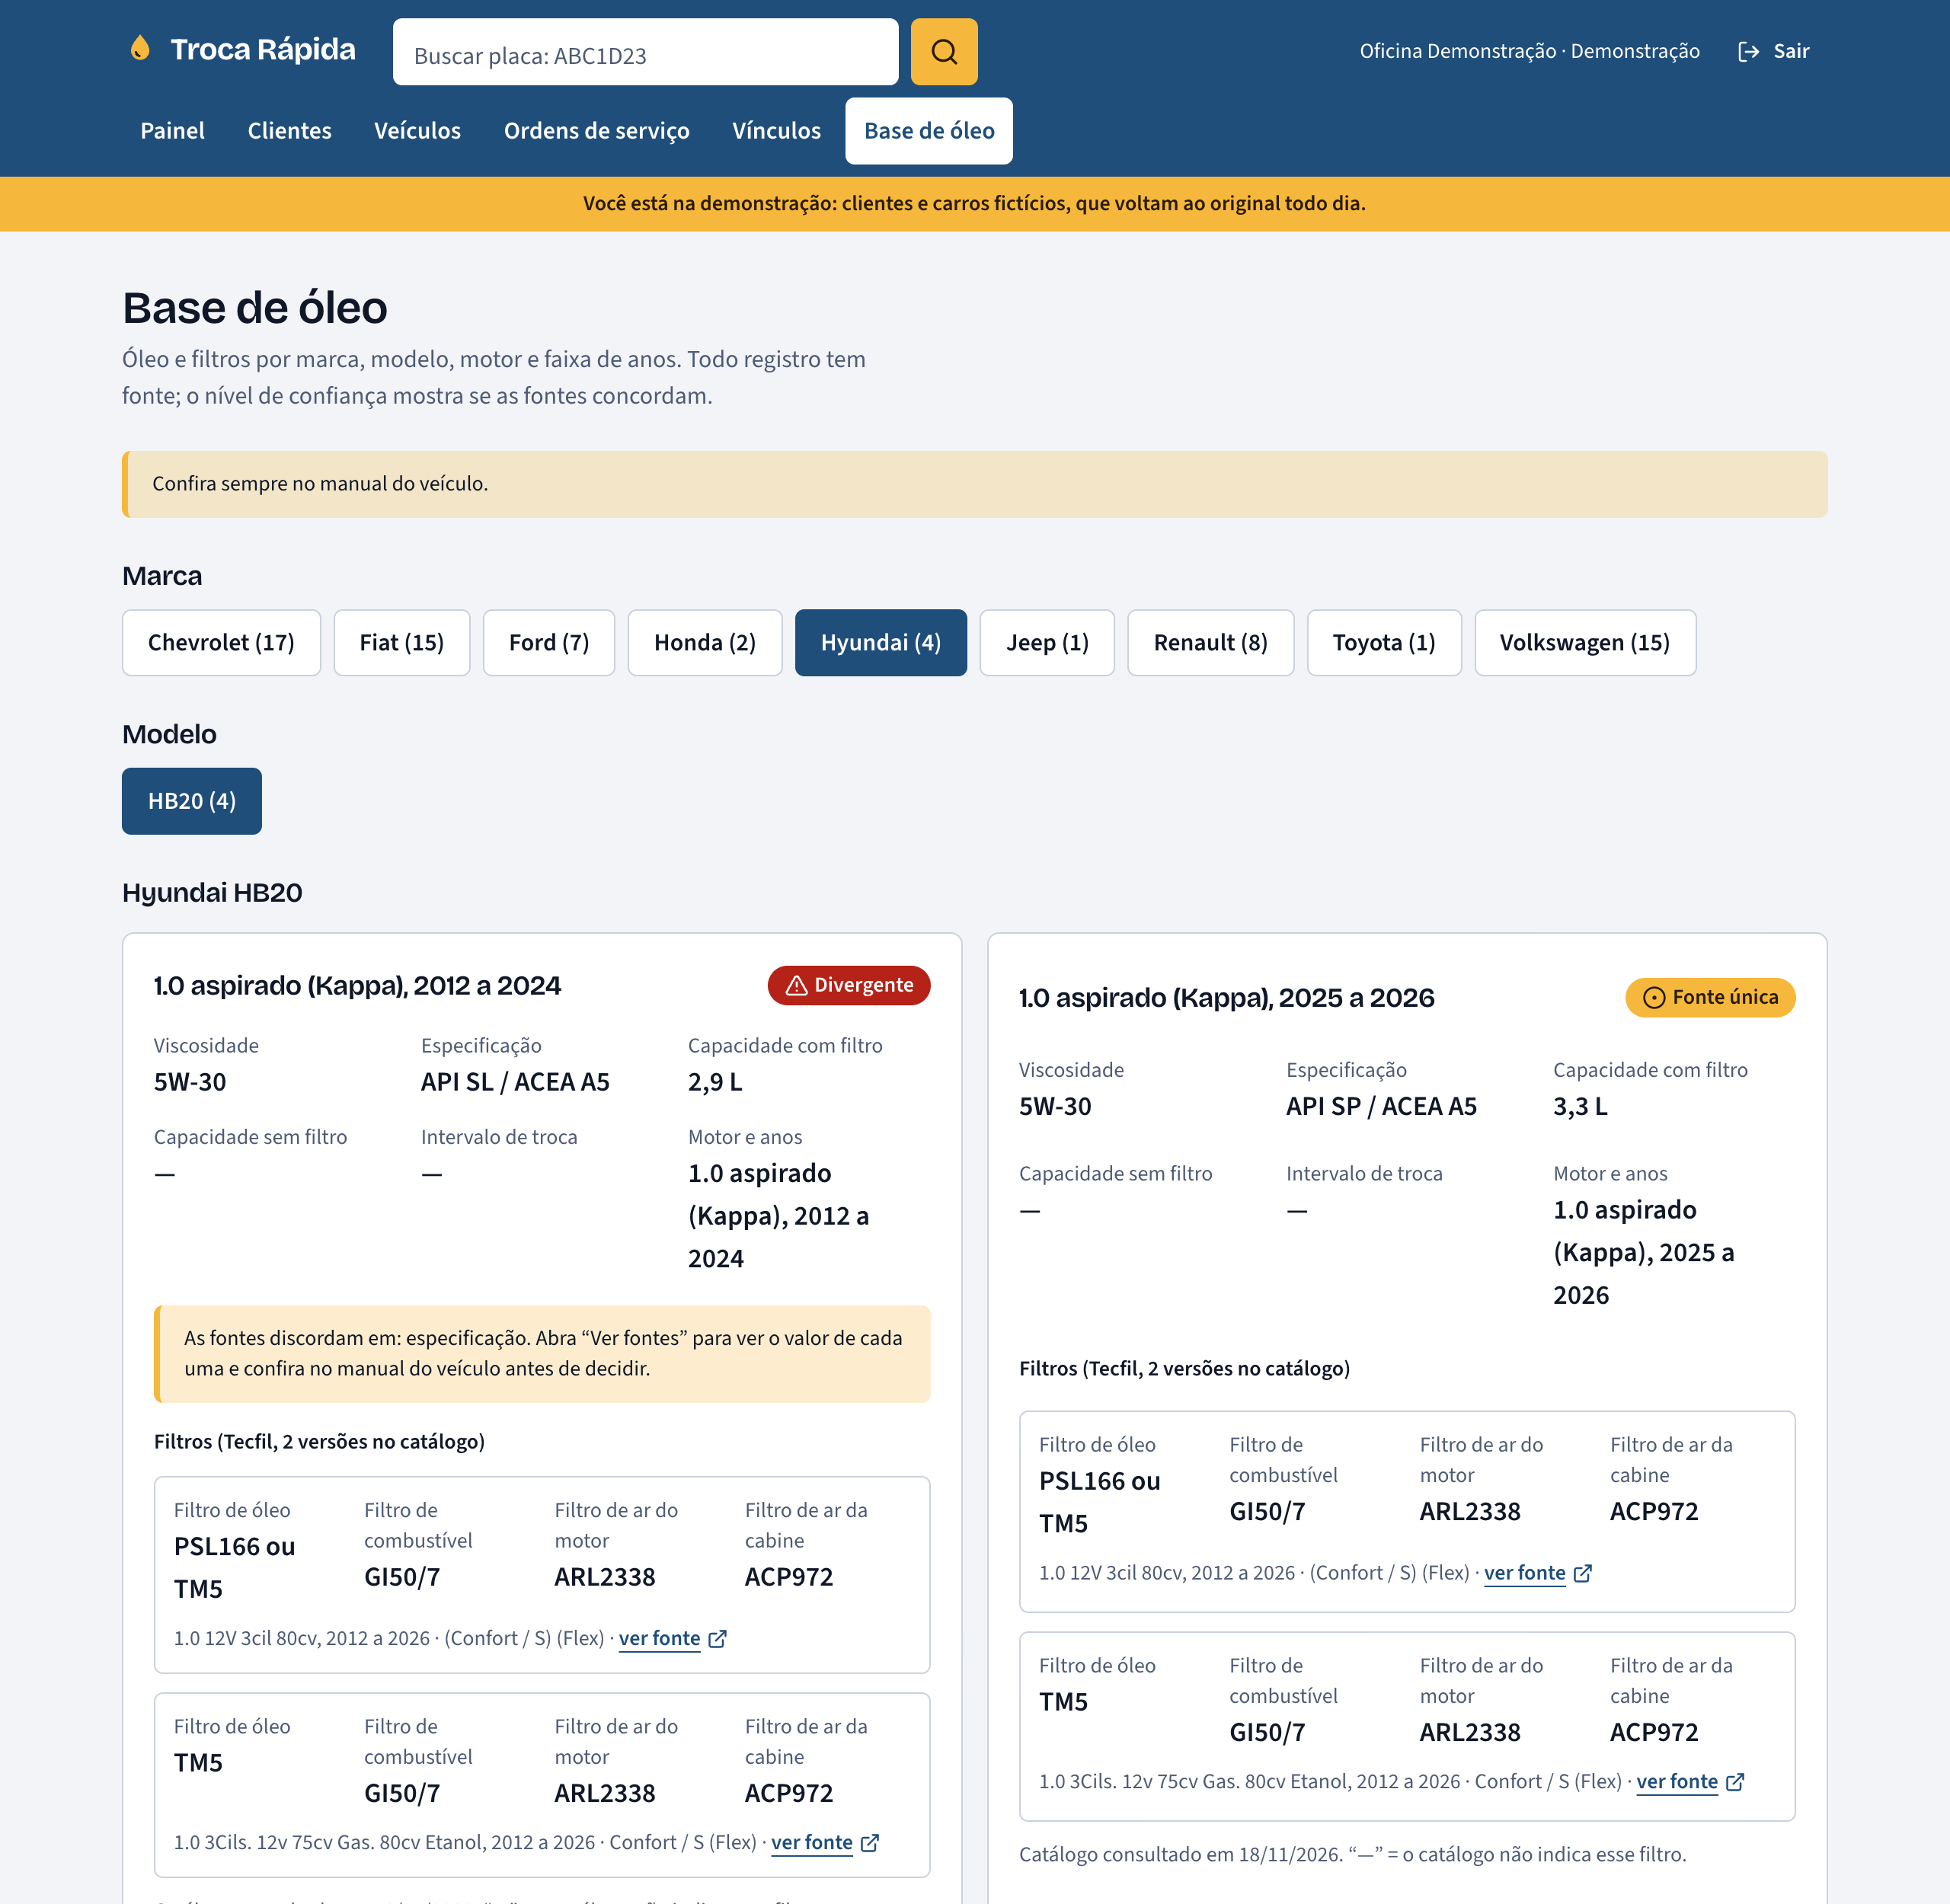 Troca Rápida
Buscar placa: ABC1D23
Oficina Demonstração · Demonstração
Sair
Painel
Clientes
Veículos
Ordens de serviço
Vínculos
Base de óleo
Você está na demonstração: clientes e carros fictícios, que voltam ao original todo dia.
Base de óleo
Óleo e filtros por marca, modelo, motor e faixa de anos. Todo registro tem
fonte; o nível de confiança mostra se as fontes concordam.
Confira sempre no manual do veículo.
Marca
Chevrolet (17)
Fiat (15)
Ford (7)
Honda (2)
Hyundai (4)
Jeep (1)
Renault (8)
Toyota (1)
Volkswagen (15)
Modelo
HB20 (4)
Hyundai HB20
1.0 aspirado (Kappa), 2012 a 2024
Divergente
Viscosidade
5W-30
Especificação
API SL / ACEA A5
Capacidade com filtro
2,9 L
Capacidade sem filtro
—
Intervalo de troca
—
Motor e anos
1.0 aspirado
(Kappa), 2012 a
2024
As fontes discordam em: especificação. Abra “Ver fontes” para ver o valor de cada
uma e confira no manual do veículo antes de decidir.
Filtros (Tecfil, 2 versões no catálogo)
Filtro de óleo
PSL166 ou
TM5
Filtro de
combustível
GI50/7
Filtro de ar do
motor
ARL2338
Filtro de ar da
cabine
ACP972
1.0 12V 3cil 80cv, 2012 a 2026 · (Confort / S) (Flex) · ver fonte
Filtro de óleo
TM5
Filtro de
combustível
GI50/7
Filtro de ar do
motor
ARL2338
Filtro de ar da
cabine
ACP972
1.0 3Cils. 12v 75cv Gas. 80cv Etanol, 2012 a 2026 · Confort / S (Flex) · ver fonte
1.0 aspirado (Kappa), 2025 a 2026
Fonte única
Viscosidade
5W-30
Especificação
API SP / ACEA A5
Capacidade com filtro
3,3 L
Capacidade sem filtro
—
Intervalo de troca
—
Motor e anos
1.0 aspirado
(Kappa), 2025 a
2026
Filtros (Tecfil, 2 versões no catálogo)
Filtro de óleo
PSL166 ou
TM5
Filtro de
combustível
GI50/7
Filtro de ar do
motor
ARL2338
Filtro de ar da
cabine
ACP972
1.0 12V 3cil 80cv, 2012 a 2026 · (Confort / S) (Flex) · ver fonte
Filtro de óleo
TM5
Filtro de
combustível
GI50/7
Filtro de ar do
motor
ARL2338
Filtro de ar da
cabine
ACP972
1.0 3Cils. 12v 75cv Gas. 80cv Etanol, 2012 a 2026 · Confort / S (Flex) · ver fonte
Catálogo consultado em 18/11/2026. “—” = o catálogo não indica esse filtro.